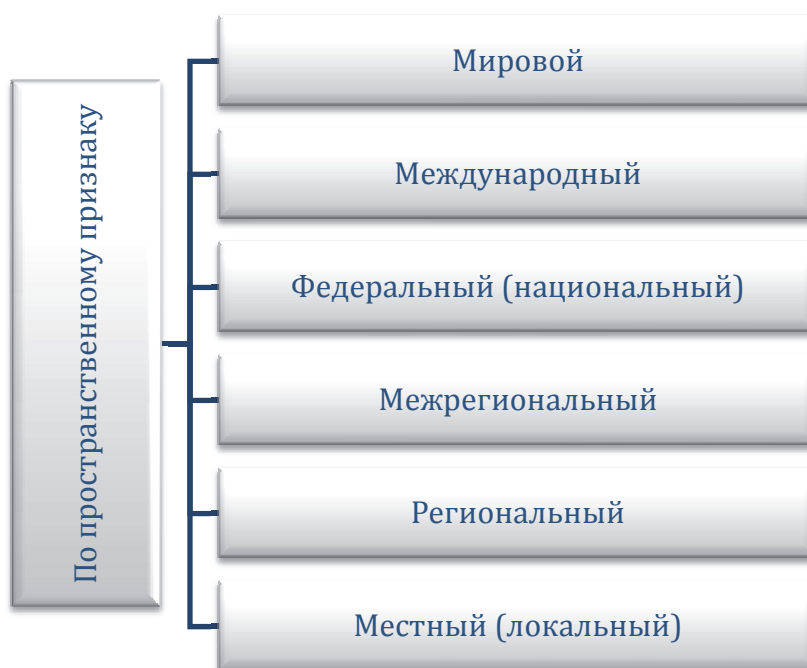 По пространственному признаку
Мировой
Международный
Федеральный (национальный)
Межрегиональный
Региональный
Местный (локальный)